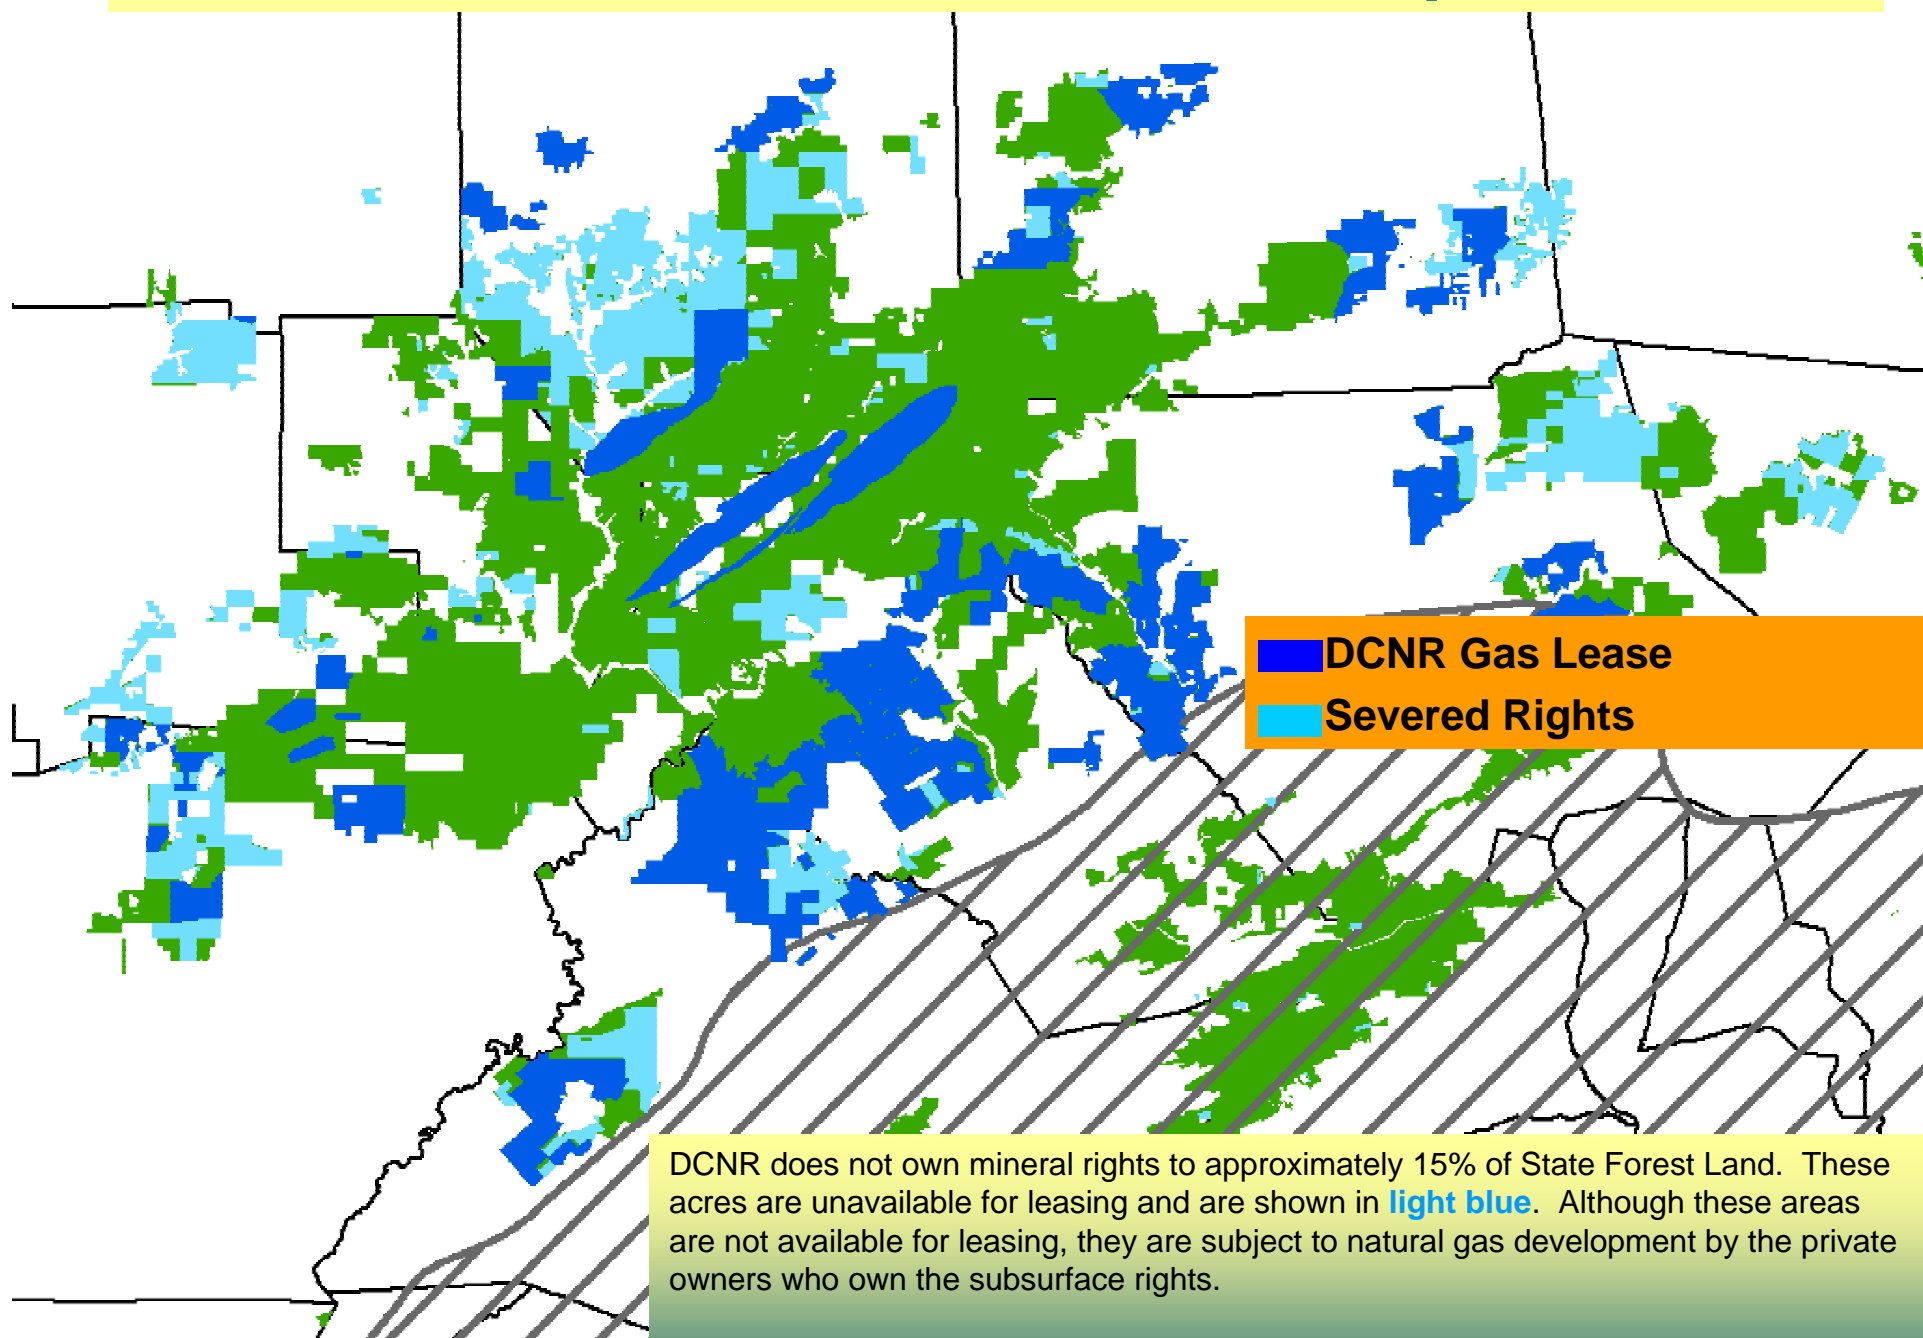 DCNR Gas Lease
Severed Rights
DCNR does not own mineral rights to approximately 15% of State Forest Land.  These
acres are unavailable for leasing and are shown in light blue.  Although these areas
are not available for leasing, they are subject to natural gas development by the private
owners who own the subsurface rights.